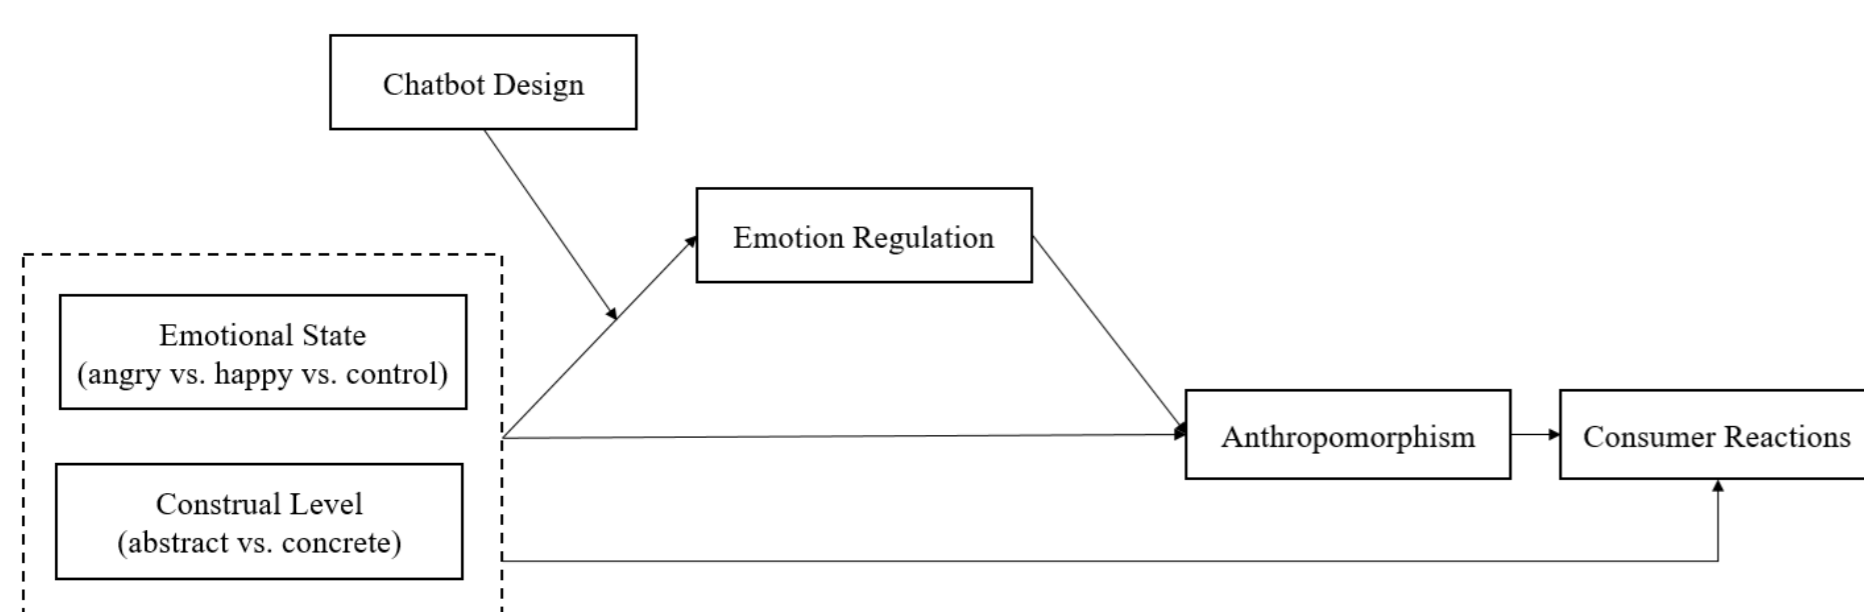 Chatbot Design
Emotion Regulation
Emotional State
(angry vs. happy vs. control)
Anthropomorphism
Consumer Reactions
Construal Level
(abstract vs. concrete)